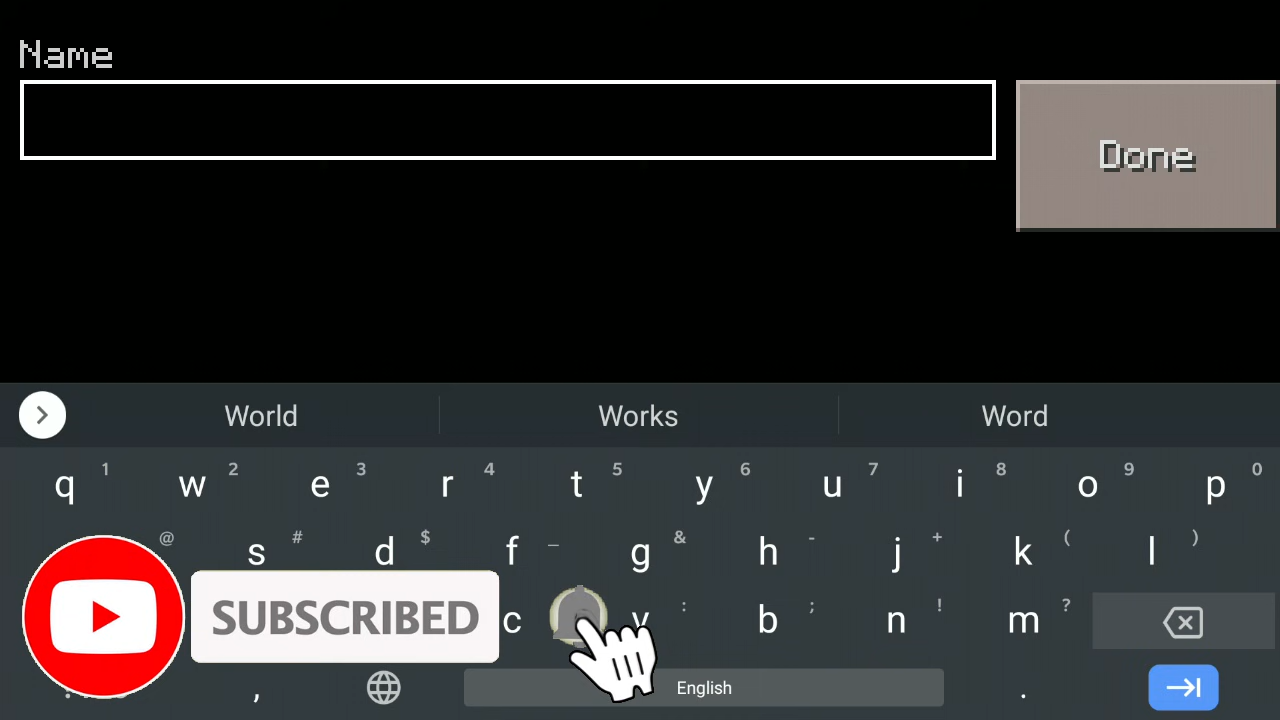 Name
Done
World Works Word
q 1 w 2 e 3 r 4 t 5 y 6 u 7 i 8 o 9 p 0
@ s # d $ f _ g & h - j + k ( l )
SUBSCRIBED c v : b ; n ! m ?
, English .